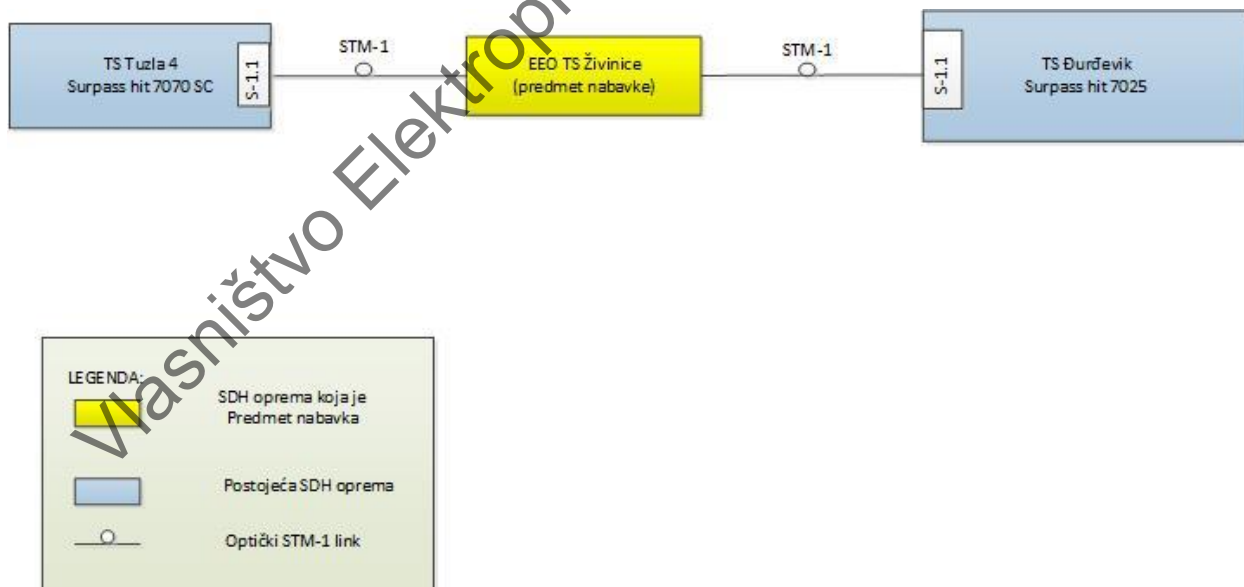 TS Tuzla 4
Surpass hit 7070 SC
S-1.1
STM-1
EEO TS Živinice
(predmet nabavke)
STM-1
S-1.1
TS Đurđevik
Surpass hit 7025
Vlasništvo
LEGENDA:
SDH oprema koja je
Predmet nabavka
Postojeća SDH oprema
Optički STM-1 link